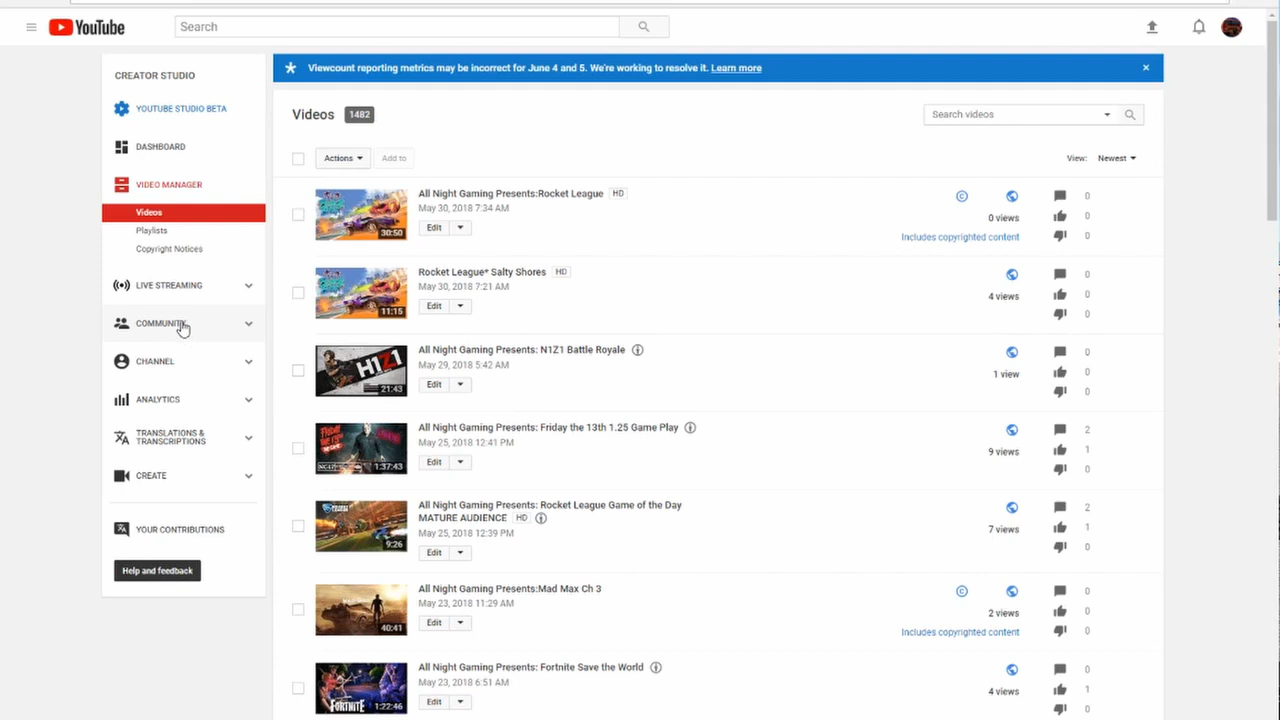 YouTube
Search
CREATOR STUDIO
YOUTUBE STUDIO BETA
DASHBOARD
VIDEO MANAGER
Videos
Playlists
Copyright Notices
LIVE STREAMING
COMMUNITY
CHANNEL
ANALYTICS
TRANSLATIONS &
TRANSCRIPTIONS
CREATE
YOUR CONTRIBUTIONS
Help and feedback
Viewcount reporting metrics may be incorrect for June 4 and 5. We're working to resolve it. Learn more ×
Videos 1482
Search videos
Actions Add to
View: Newest
30:50
All Night Gaming Presents:Rocket League HD
May 30, 2018 7:34 AM
Edit
0 views
Includes copyrighted content
0
0
0
11:15
Rocket League* Salty Shores HD
May 30, 2018 7:21 AM
Edit
4 views
0
0
0
H1Z1
21:43
All Night Gaming Presents: N1Z1 Battle Royale
May 29, 2018 5:42 AM
Edit
1 view
0
0
0
FRIDAY
THE 13TH
NC-17
1:37:43
All Night Gaming Presents: Friday the 13th 1.25 Game Play
May 25, 2018 12:41 PM
Edit
9 views
2
1
0
9:26
All Night Gaming Presents: Rocket League Game of the Day
MATURE AUDIENCE HD
May 25, 2018 12:39 PM
Edit
7 views
2
1
0
40:41
All Night Gaming Presents:Mad Max Ch 3
May 23, 2018 11:29 AM
Edit
2 views
Includes copyrighted content
0
0
0
FORTNITE
1:22:46
All Night Gaming Presents: Fortnite Save the World
May 23, 2018 6:51 AM
Edit
4 views
0
1
0